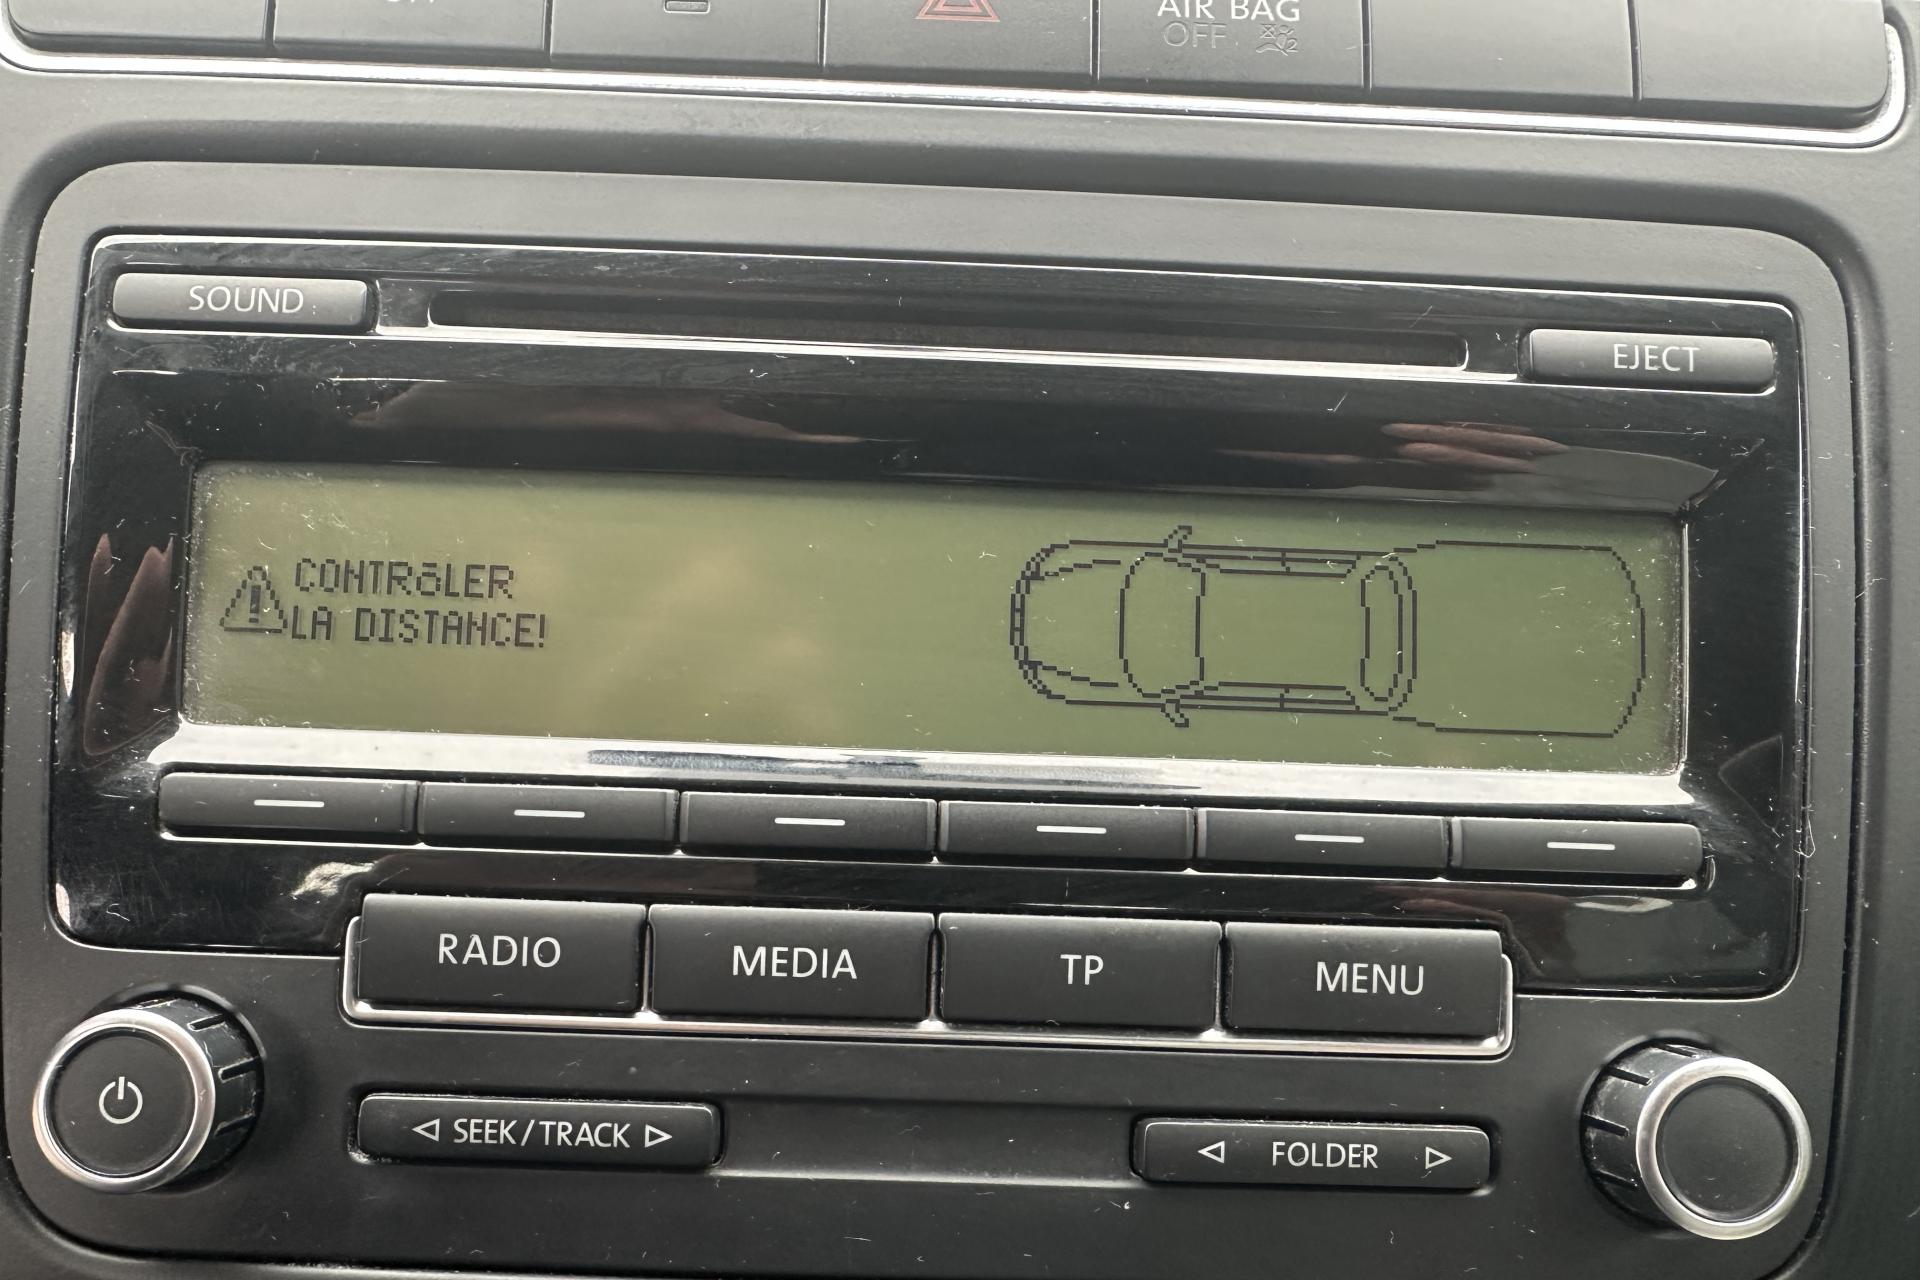 AIR BAG
OFF
SOUND
EJECT
CONTRôLER
LA DISTANCE!
RADIO
MEDIA
TP
MENU
SEEK/TRACK
FOLDER